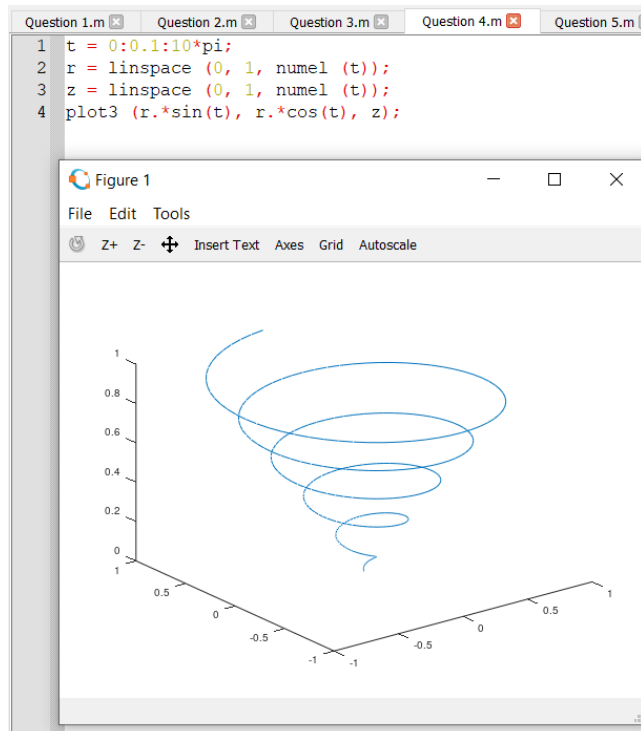 Question 1.m Question 2.m Question 3.m Question 4.m Question 5.m
1 t = 0:0.1:10*pi;
2 r = linspace (0, 1, numel (t));
3 z = linspace (0, 1, numel (t));
4 plot3 (r.*sin(t), r.*cos(t), z);
Figure 1
File Edit Tools
Z+ Z- Insert Text Axes Grid Autoscale
1
0.8
0.6
0.4
0.2
0
1
0.5
0
-0.5
-1
-1
-0.5
0
0.5
1